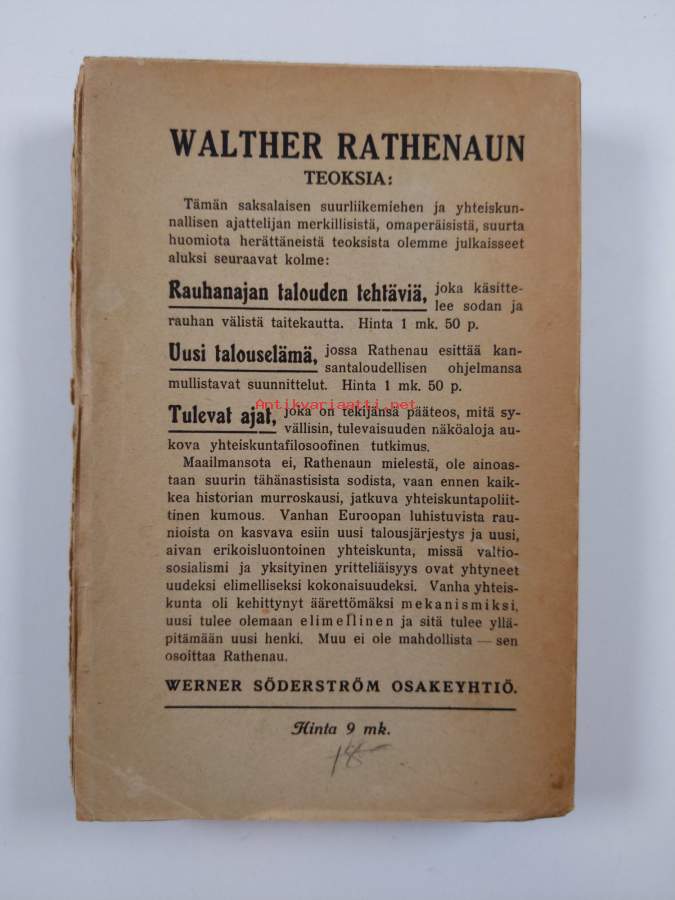 WALTHER RATHENAUN
TEOKSIA:
Tämän saksalaisen suurliikemiehen ja yhteiskun-
nallisen ajattelijan merkillisistä, omaperäisistä, suurta
huomiota herättäneistä teoksista olemme julkaisseet
aluksi seuraavat kolme:
Rauhanajan talouden tehtäviä, joka käsitte-
lee sodan ja
rauhan välistä taitekautta. Hinta 1 mk. 50 p.
Uusi talouselämä, jossa Rathenau esittää kan-
santaloudellisen ohjelmansa
mullistavat suunnittelut. Hinta 1 mk. 50 p.
Antikvariaatti.net
Tulevat ajat, joka on tekijänsä pääteos, mitä sy-
vällisin, tulevaisuuden näköaloja au-
kova yhteiskuntafilosoofinen tutkimus.
Maailmansota ei, Rathenaun mielestä, ole ainoas-
taan suurin tähänastisista sodista, vaan ennen kaik-
kea historian murroskausi, jatkuva yhteiskuntapoliit-
tinen kumous. Vanhan Euroopan luhistuvista rau-
nioista on kasvava esiin uusi talousjärjestys ja uusi,
aivan erikoisluontoinen yhteiskunta, missä valtio-
sosialismi ja yksityinen yritteliäisyys ovat yhtyneet
uudeksi elimelliseksi kokonaisuudeksi. Vanha yhteis-
kunta oli kehittynyt äärettömäksi mekanismiksi,
uusi tulee olemaan elimellinen ja sitä tulee yllä-
pitämään uusi henki. Muu ei ole mahdollista — sen
osoittaa Rathenau.
WERNER SÖDERSTRÖM OSAKEYHTIÖ.
Hinta 9 mk.